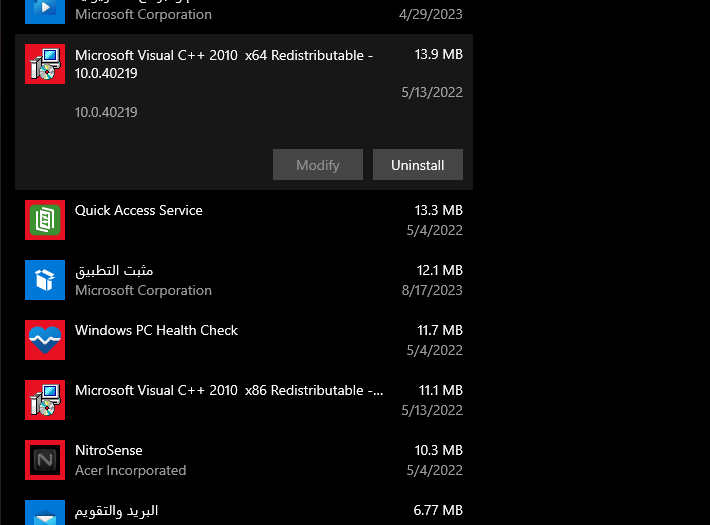 Microsoft Corporation
4/29/2023
Microsoft Visual C++ 2010 x64 Redistributable -
10.0.40219
13.9 MB
5/13/2022
10.0.40219
Modify
Uninstall
Quick Access Service
13.3 MB
5/4/2022
مثبت التطبيق
12.1 MB
Microsoft Corporation
8/17/2023
Windows PC Health Check
11.7 MB
5/4/2022
Microsoft Visual C++ 2010 x86 Redistributable -...
11.1 MB
5/13/2022
NitroSense
10.3 MB
Acer Incorporated
5/4/2022
البريد والتقويم
6.77 MB